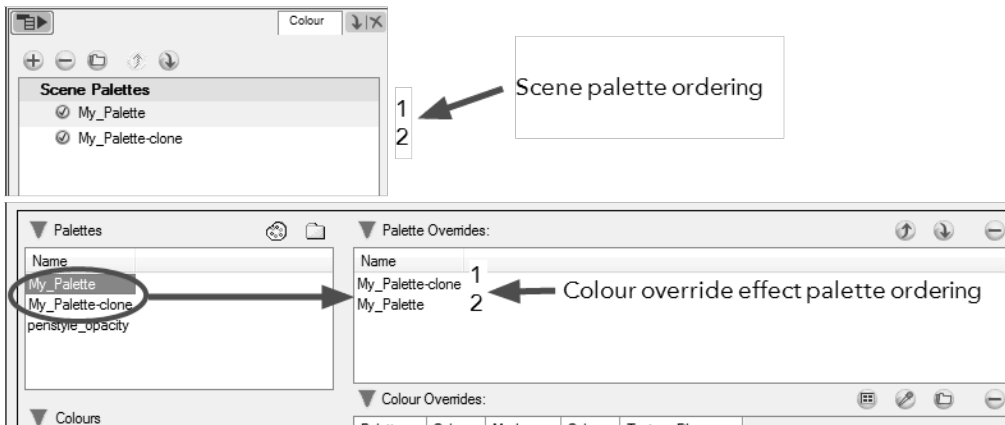 Colour
Scene Palettes
My_Palette
My_Palette-clone
1
2
Scene palette ordering
Palettes
Name
My_Palette
My_Palette-clone
penstyle_opacity
Palette Overrides:
Name
My_Palette-clone 1
My_Palette 2
Colour override effect palette ordering
Colour Overrides:
Colours